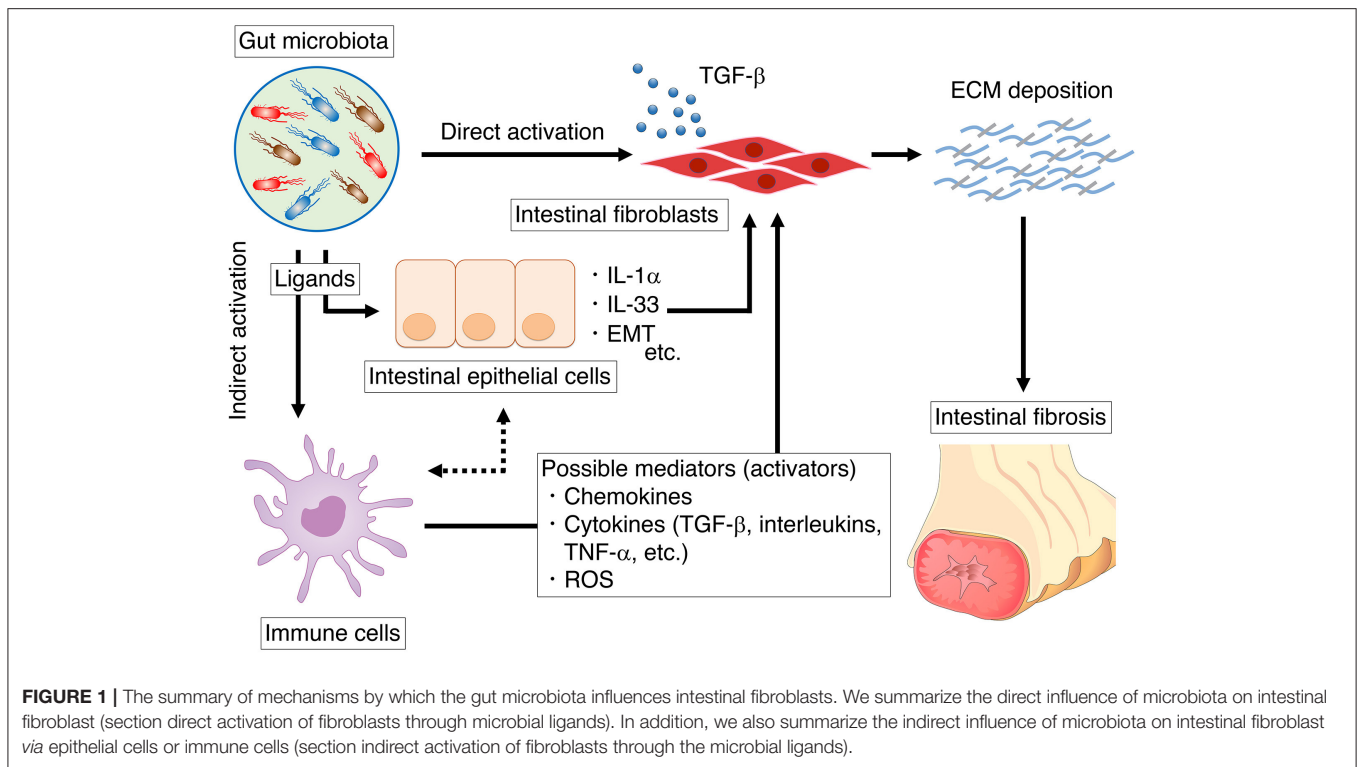 Gut microbiota
TGF-β
ECM deposition
Direct activation
Intestinal fibroblasts
Indirect activation
Ligands
· IL-1α
· IL-33
· EMT
etc.
Intestinal epithelial cells
Intestinal fibrosis
Possible mediators (activators)
· Chemokines
· Cytokines (TGF-β, interleukins,
TNF-α, etc.)
· ROS
Immune cells
FIGURE 1 | The summary of mechanisms by which the gut microbiota influences intestinal fibroblasts. We summarize the direct influence of microbiota on intestinal
fibroblast (section direct activation of fibroblasts through microbial ligands). In addition, we also summarize the indirect influence of microbiota on intestinal fibroblast
via epithelial cells or immune cells (section indirect activation of fibroblasts through the microbial ligands).